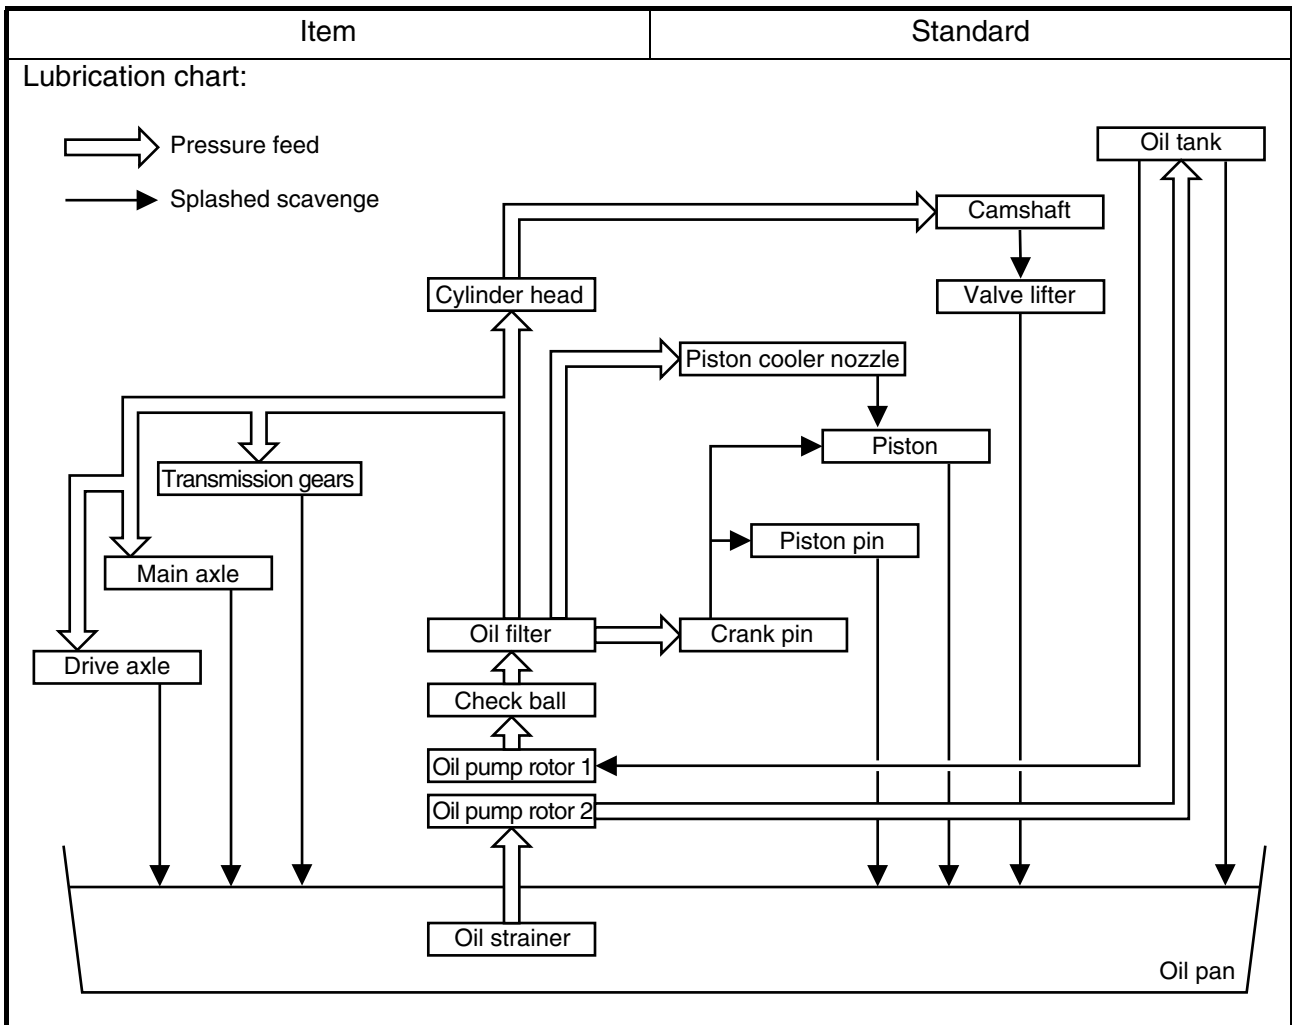 Item
Standard
Lubrication chart:
Pressure feed
Oil tank
Splashed scavenge
Camshaft
Cylinder head
Valve lifter
Piston cooler nozzle
Piston
Transmission gears
Piston pin
Main axle
Oil filter
Crank pin
Drive axle
Check ball
Oil pump rotor 1
Oil pump rotor 2
Oil strainer
Oil pan